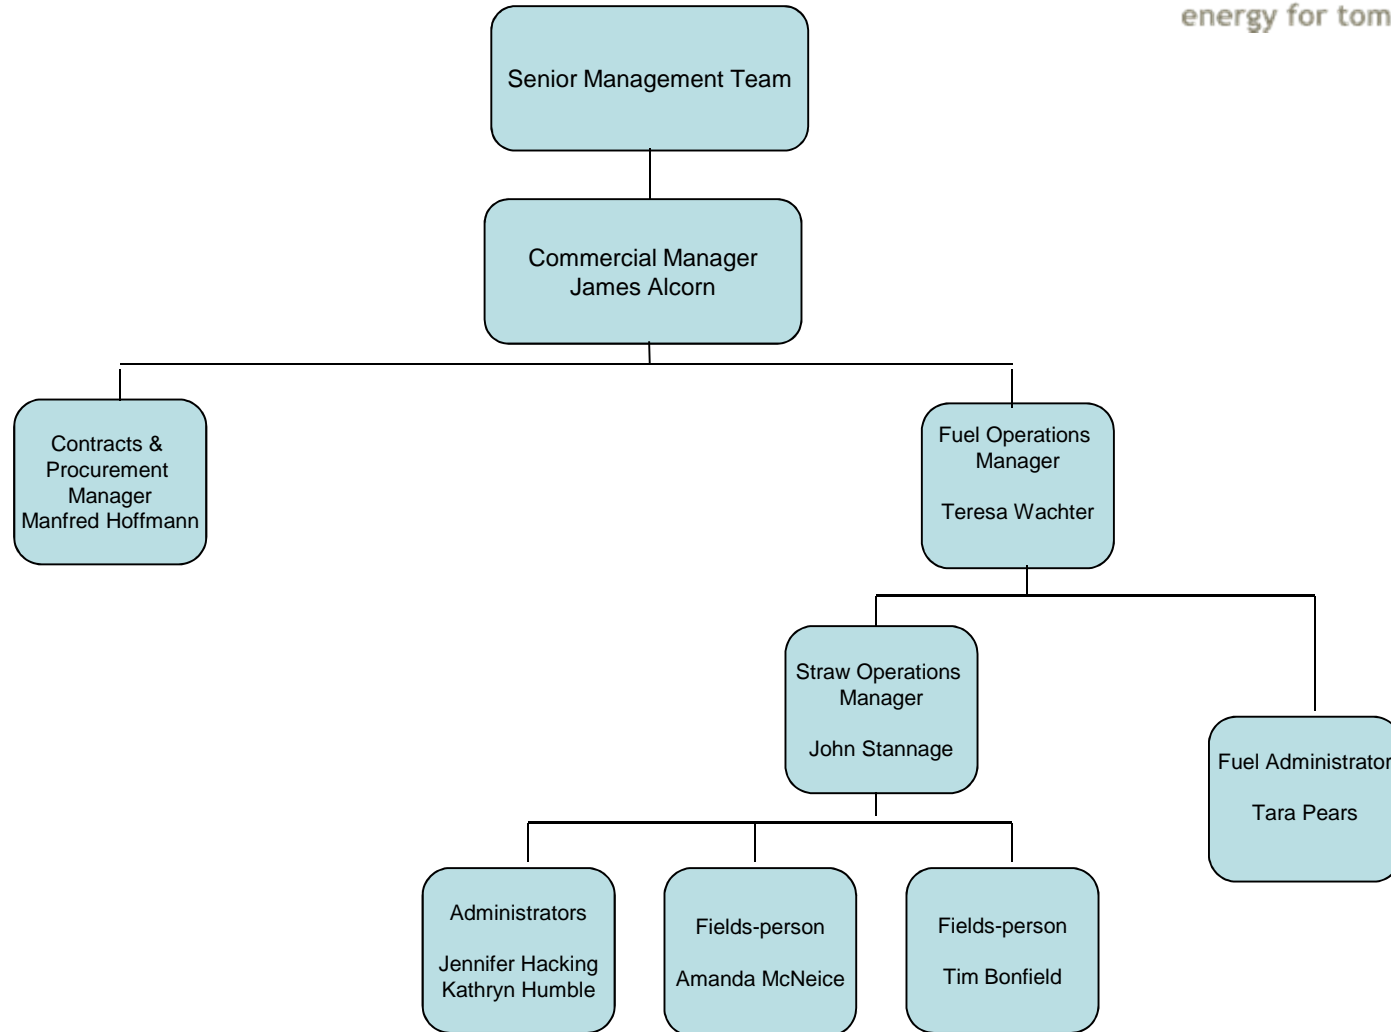 energy for tom
Senior Management Team
Commercial Manager
James Alcorn
Contracts &
Procurement
Manager
Manfred Hoffmann
Fuel Operations
Manager
Teresa Wachter
Straw Operations
Manager
John Stannage
Fuel Administrator
Tara Pears
Administrators
Jennifer Hacking
Kathryn Humble
Fields-person
Amanda McNeice
Fields-person
Tim Bonfield